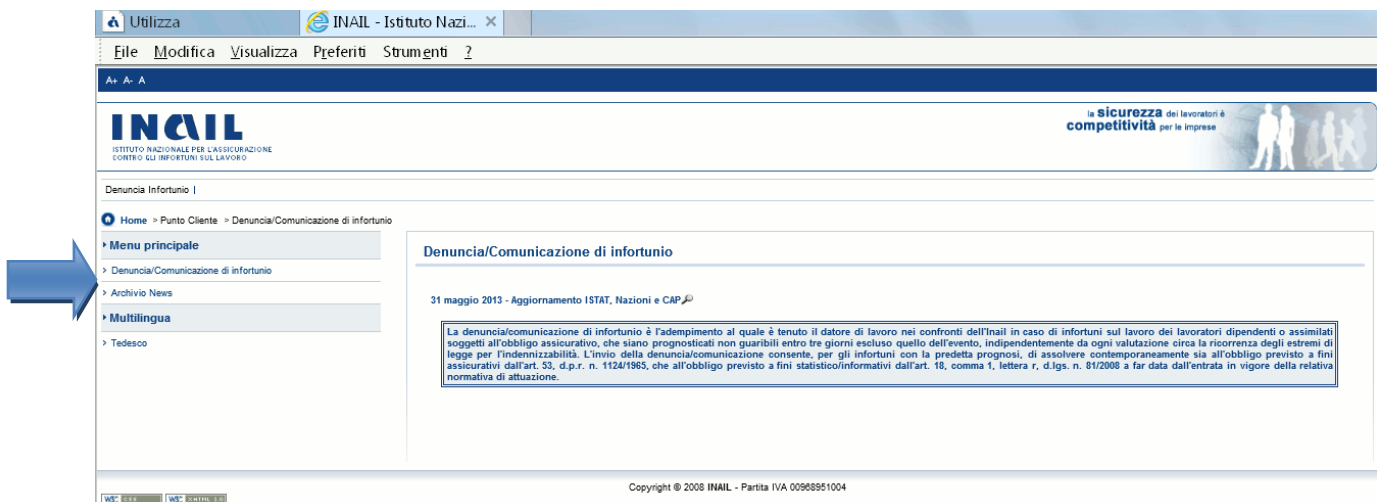 Utilizza
INAIL - Istituto Nazi... ×
File Modifica Visualizza Preferiti Strumenti ?
A+ A- A
INAIL
ISTITUTO NAZIONALE PER L'ASSICURAZIONE
CONTRO GLI INFORTUNI SUL LAVORO
la sicurezza dei lavoratori è
competitività per le imprese
Denuncia Infortunio |
Home > Punto Cliente > Denuncia/Comunicazione di infortunio
Menu principale
> Denuncia/Comunicazione di infortunio
> Archivio News
Multilingua
> Tedesco
Denuncia/Comunicazione di infortunio
31 maggio 2013 - Aggiornamento ISTAT, Nazioni e CAP
La denuncia/comunicazione di infortunio è l'adempimento al quale è tenuto il datore di lavoro nei confronti dell'Inail in caso di infortuni sul lavoro dei lavoratori dipendenti o assimilati
soggetti all'obbligo assicurativo, che siano prognosticati non guaribili entro tre giorni escluso quello dell'evento, indipendentemente da ogni valutazione circa la ricorrenza degli estremi di
legge per l'indennizzabilità. L'invio della denuncia/comunicazione consente, per gli infortuni con la predetta prognosi, di assolvere contemporaneamente sia all'obbligo previsto a fini
assicurativi dall'art. 53, d.p.r. n. 1124/1965, che all'obbligo previsto a fini statistico/informativi dall'art. 18, comma 1, lettera r, d.lgs. n. 81/2008 a far data dall'entrata in vigore della relativa
normativa di attuazione.
Copyright © 2008 INAIL - Partita IVA 00968951004
W3C CSS W3C XHTML 1.0